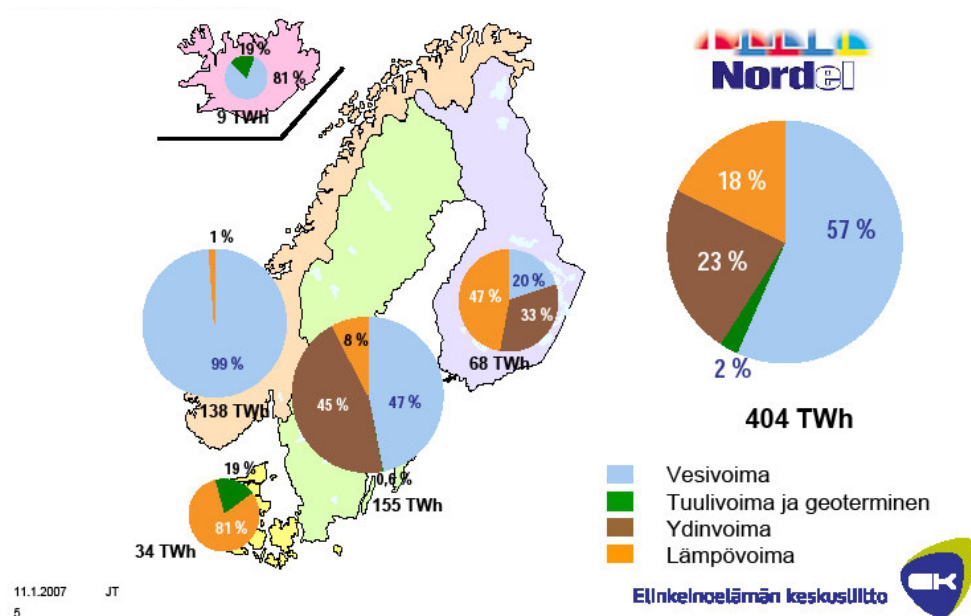 19 %
81 %
9 TWh
Nordel
18 %
57 %
23 %
2 %
404 TWh
1 %
99 %
138 TWh
20 %
47 %
33 %
68 TWh
8 %
45 %
47 %
0,6 %
155 TWh
19 %
81 %
34 TWh
Vesivoima
Tuulivoima ja geoterminen
Ydinvoima
Lämpövoima
11.1.2007 JT
5
Elinkeinoelämän keskusliitto
EK